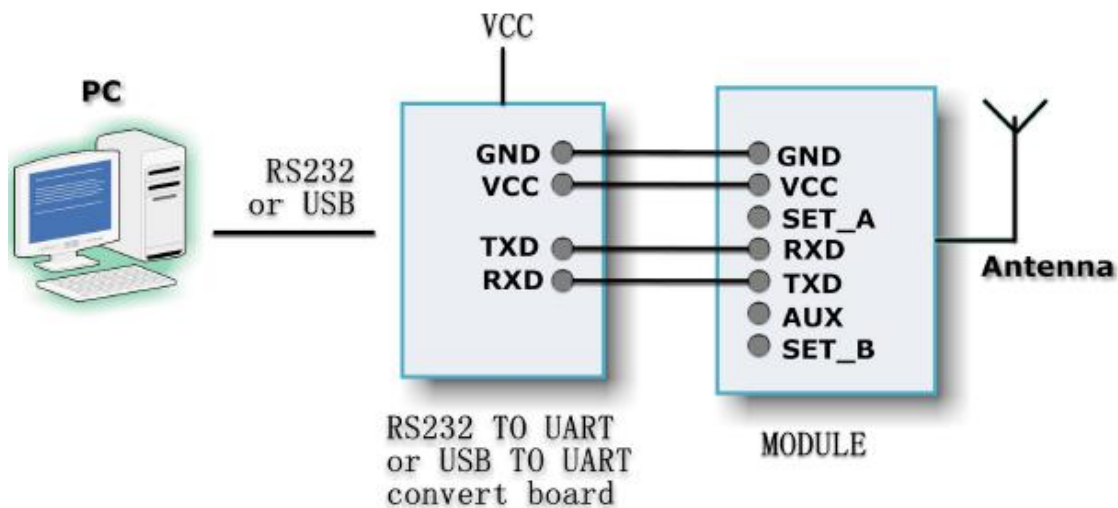 VCC
PC
RS232
or USB
GND
VCC
TXD
RXD
GND
VCC
SET_A
RXD
TXD
AUX
SET_B
Antenna
RS232 TO UART
or USB TO UART
convert board
MODULE